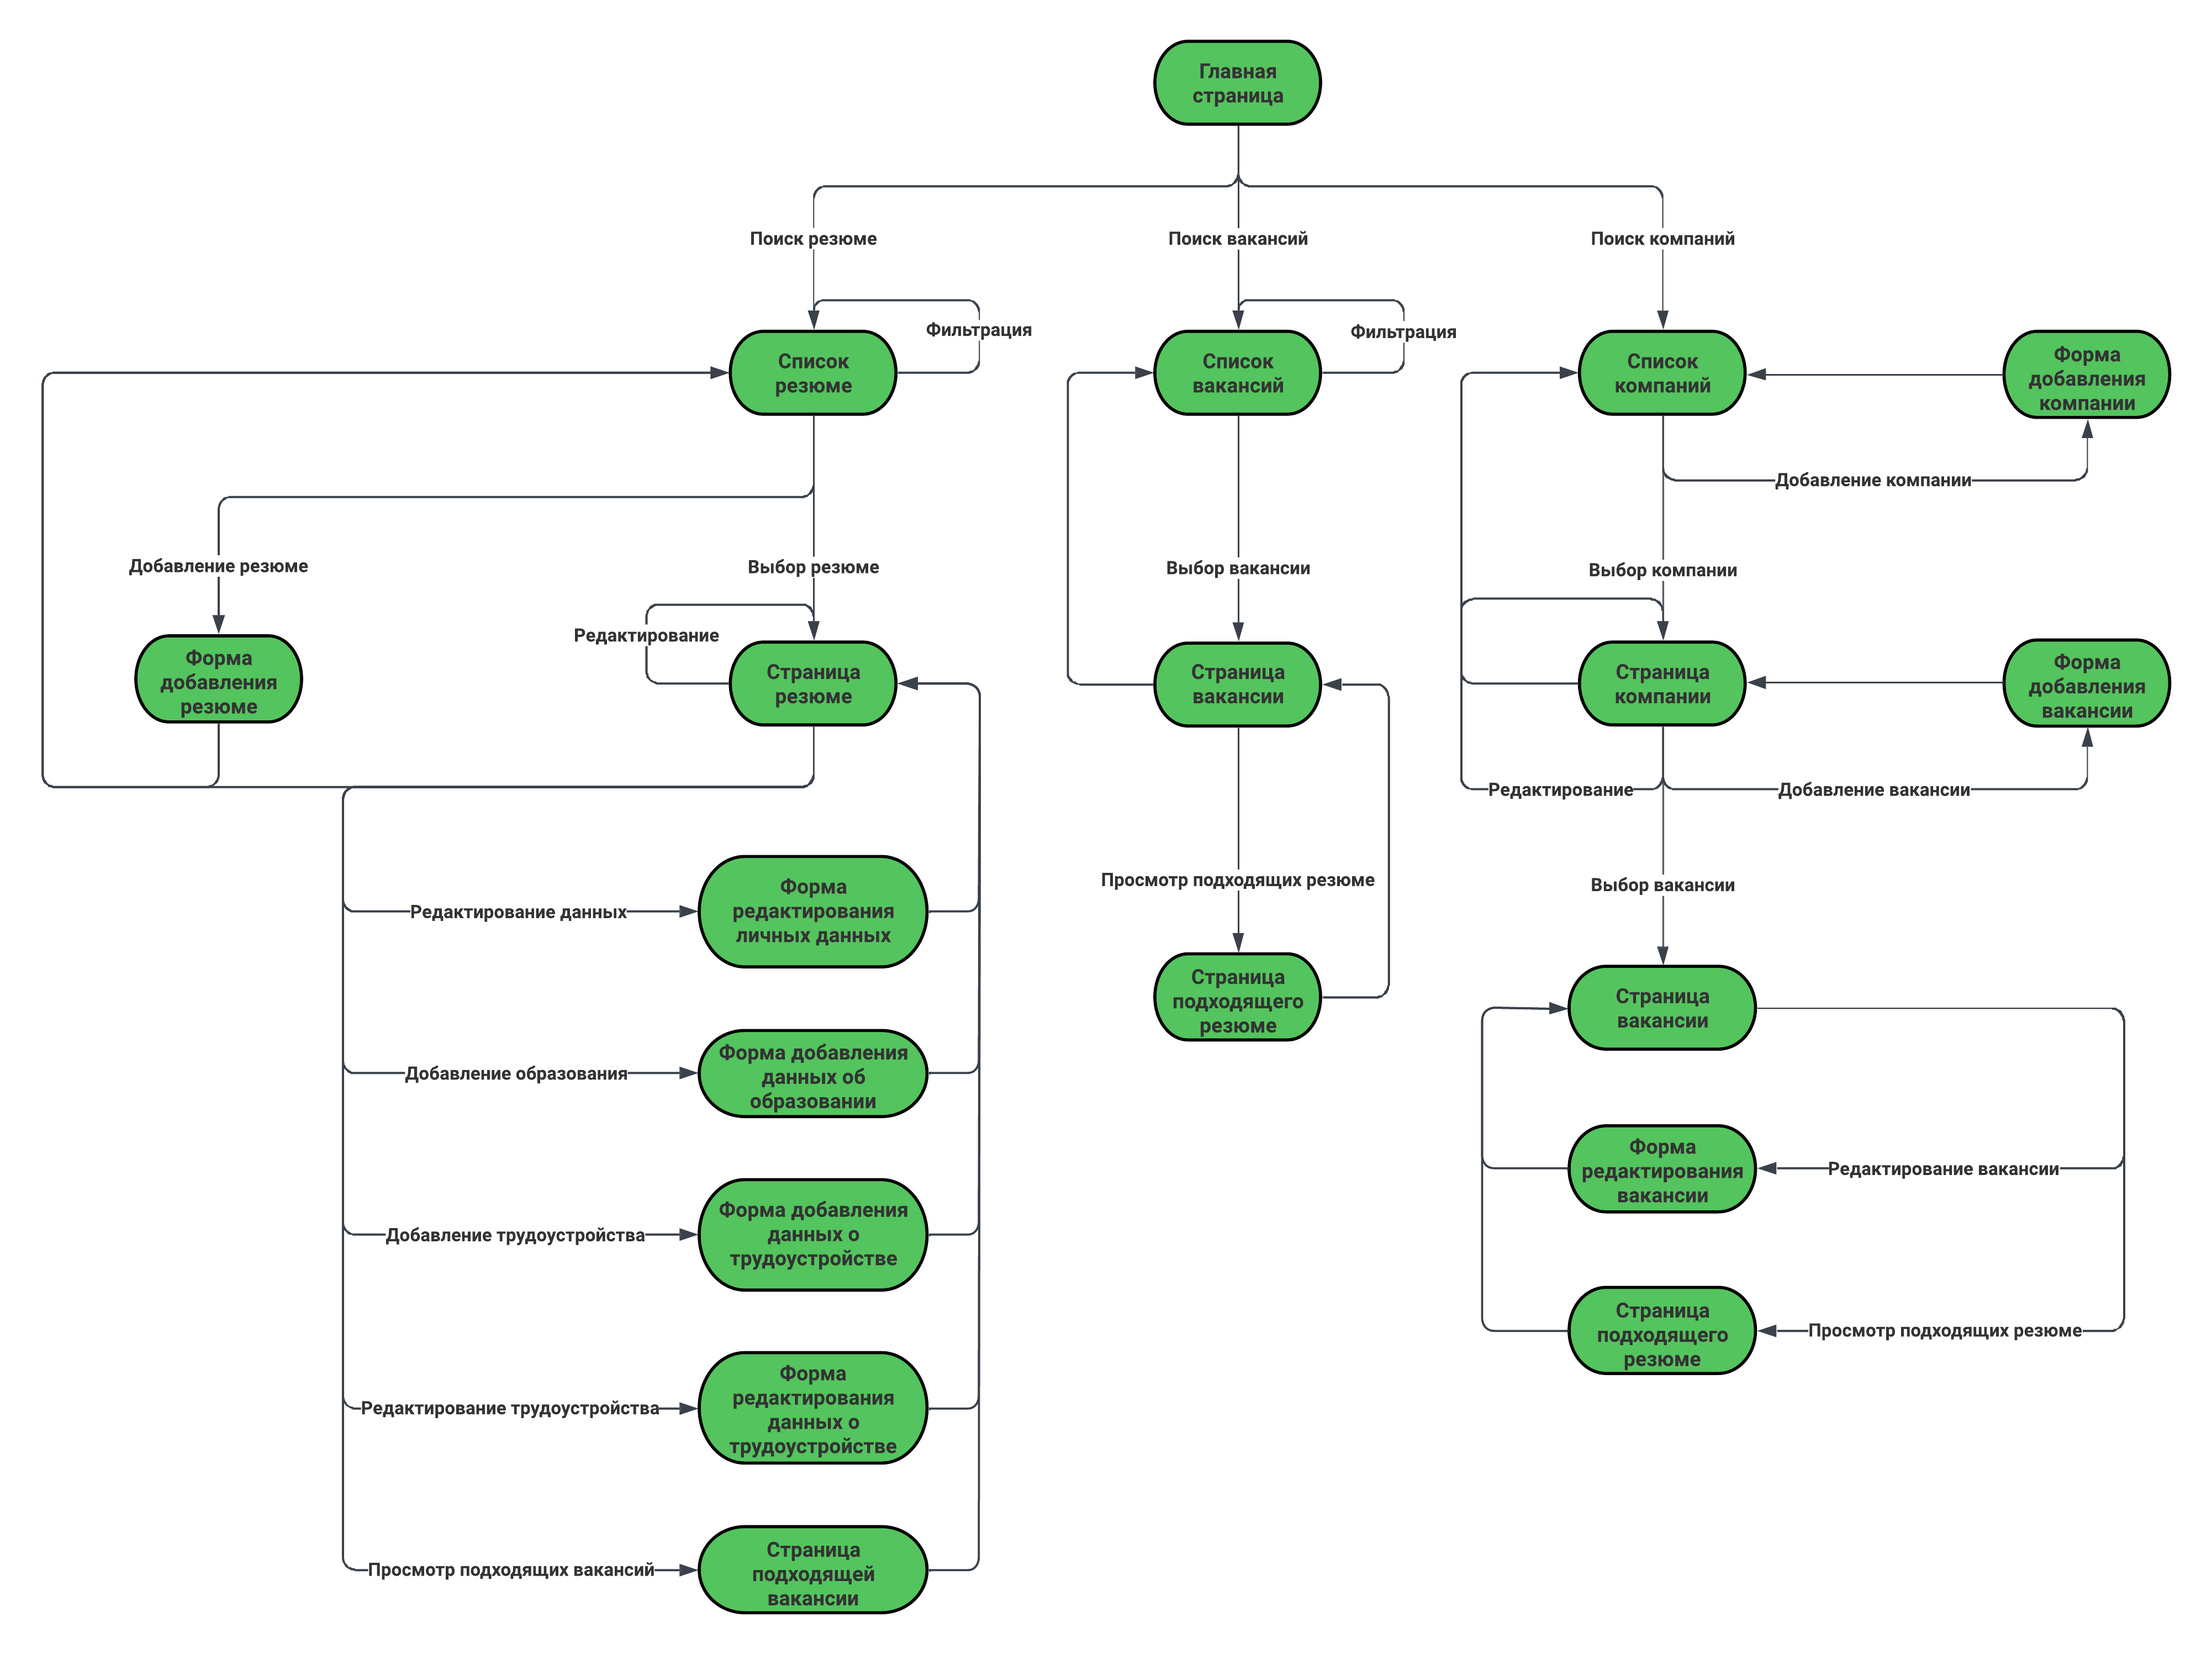 Главная
страница
Поиск резюме
Поиск вакансий
Поиск компаний
Фильтрация
Фильтрация
Список
резюме
Список
вакансий
Список
компаний
Форма
добавления
компании
Добавление компании
Добавление резюме
Выбор резюме
Выбор вакансии
Выбор компании
Редактирование
Форма
добавления
резюме
Страница
резюме
Страница
вакансии
Страница
компании
Форма
добавления
вакансии
Редактирование
Добавление вакансии
Просмотр подходящих резюме
Выбор вакансии
Редактирование данных
Форма
редактирования
личных данных
Страница
подходящего
резюме
Страница
вакансии
Добавление образования
Форма добавления
данных об
образовании
Форма
редактирования
вакансии
Редактирование вакансии
Добавление трудоустройства
Форма добавления
данных о
трудоустройстве
Страница
подходящего
резюме
Просмотр подходящих резюме
Редактирование трудоустройства
Форма
редактирования
данных о
трудоустройстве
Просмотр подходящих вакансий
Страница
подходящей
вакансии